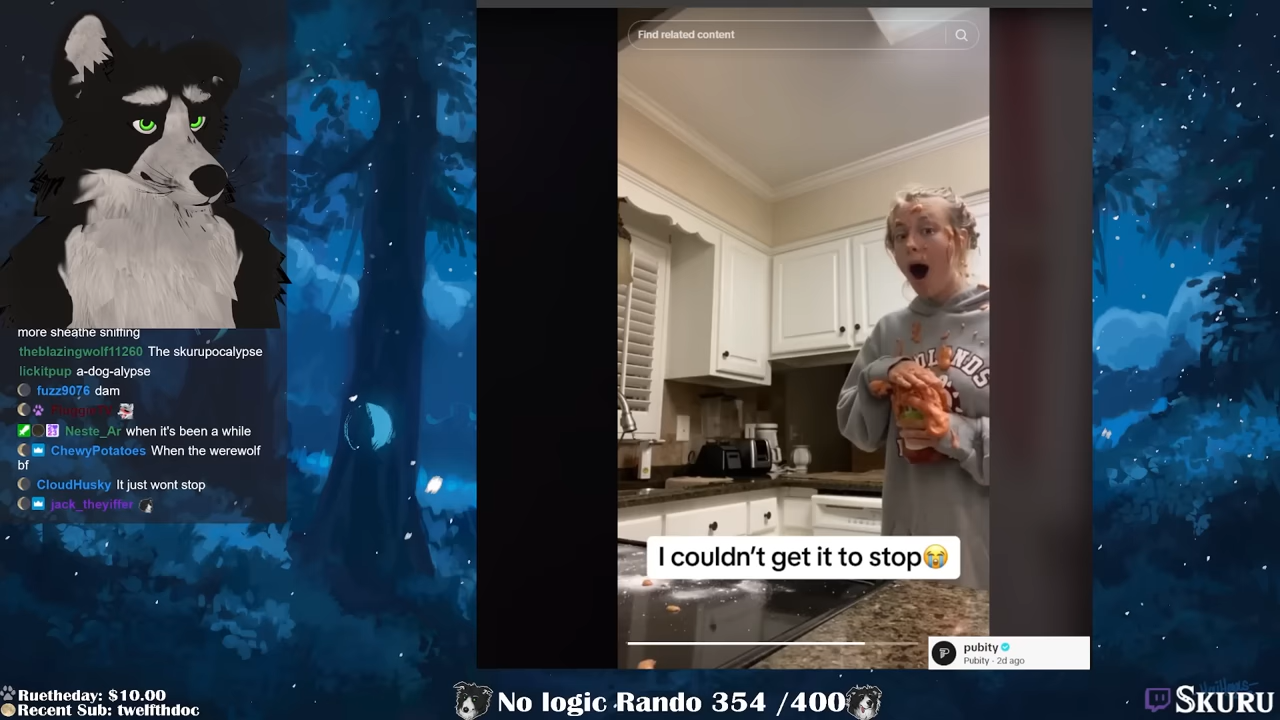 Find related content
more sheathe sniffing
theblazingwolf11260 The skurupocalypse
lickitpup a-dog-alypse
fuzz9076 dam
Neste_Ar when it's been a while
ChewyPotatoes When the werewolf
bf
CloudHusky It just wont stop
jack_theyiffer
I couldn't get it to stop😭
pubity
Pubity · 2d ago
Ruetheday: $10.00
Recent Sub: twelfthdoc
No logic Rando 354 /400
SKURU